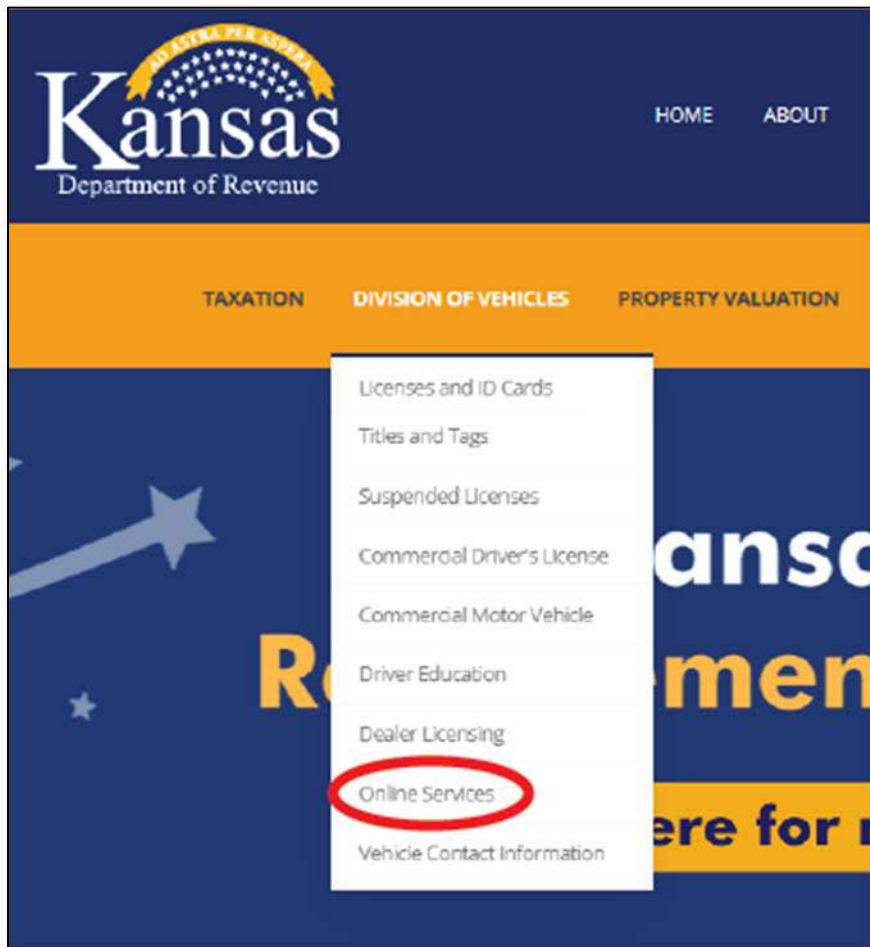 AD ASTRA PER ASPERA
Kansas
Department of Revenue
HOME ABOUT
TAXATION DIVISION OF VEHICLES PROPERTY VALUATION
Licenses and ID Cards
Titles and Tags
Suspended Licenses
Commercial Driver's License
Commercial Motor Vehicle
Driver Education
Dealer Licensing
Online Services
Vehicle Contact Information
ere for